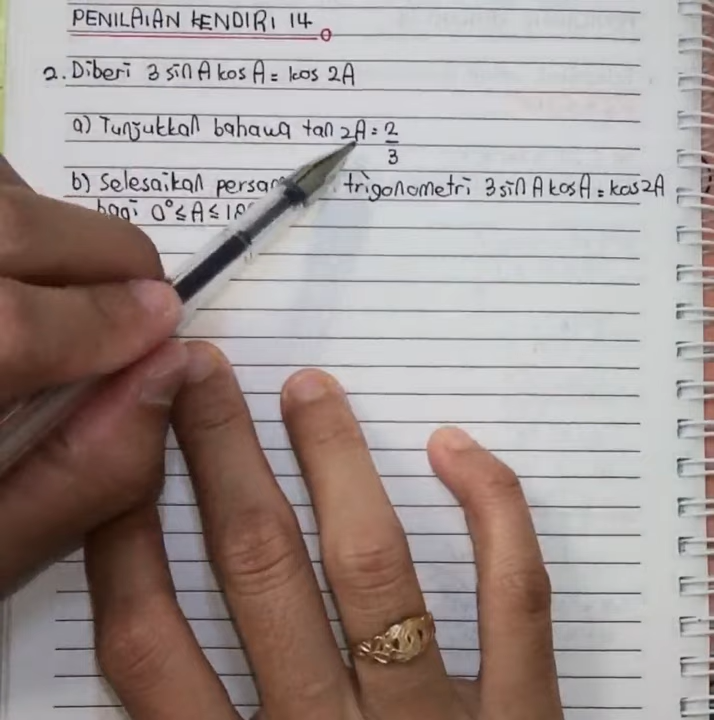 PENILAIAN KENDIRI 14
2. Diberi 3 sin A kos A = kos 2A
a) Tunjukkan bahawa tan 2A = 2/3
b) Selesaikan trigonometri 3 sin A kos A = kos 2A
bagi 0° ≤ A ≤